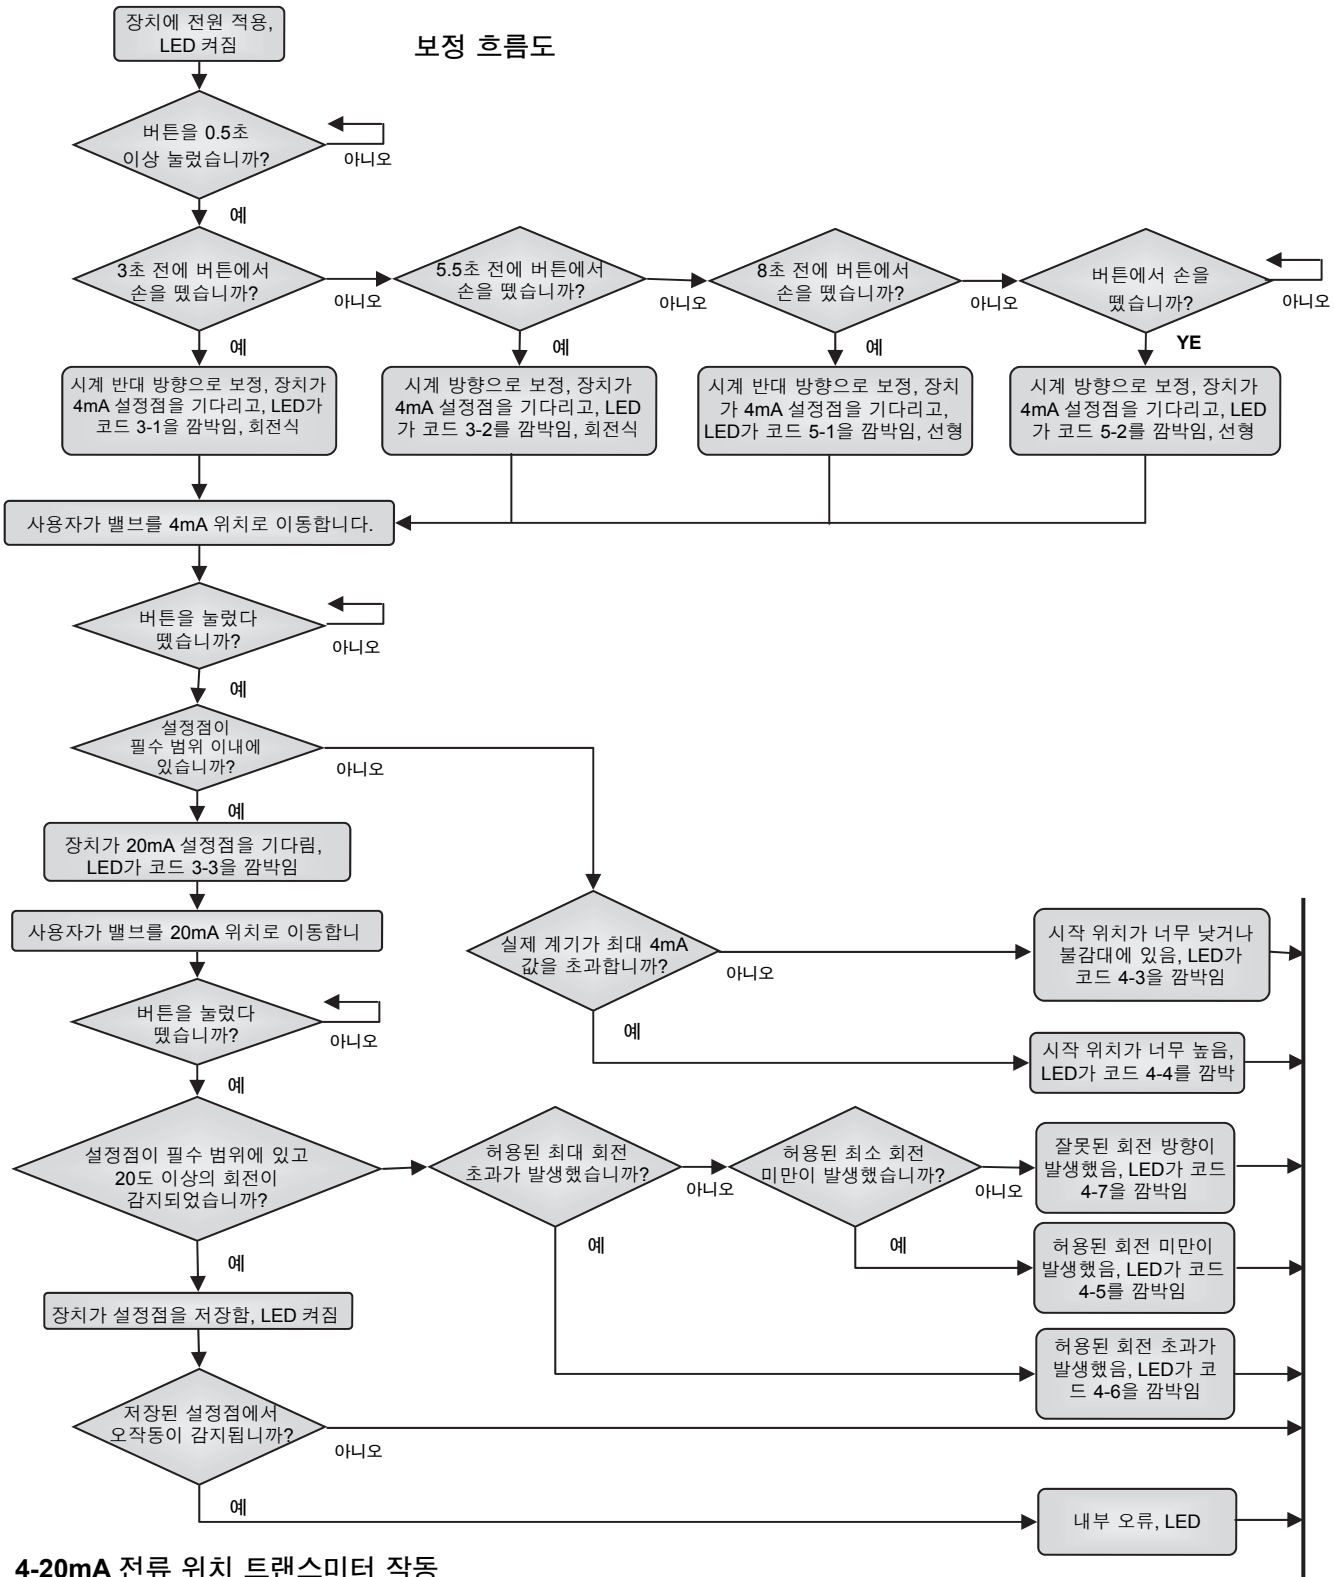 보정 흐름도
장치에 전원 적용,
LED 켜짐
버튼을 0.5초
이상 눌렀습니까?
아니오
예
3초 전에 버튼에서
손을 뗐습니까?
아니오
5.5초 전에 버튼에서
손을 뗐습니까?
아니오
8초 전에 버튼에서
손을 뗐습니까?
아니오
버튼에서 손을
뗐습니까?
아니오
예
예
예
YE
시계 반대 방향으로 보정, 장치가
4mA 설정점을 기다리고, LED가
코드 3-1을 깜박임, 회전식
시계 방향으로 보정, 장치가
4mA 설정점을 기다리고, LED
가 코드 3-2를 깜박임, 회전식
시계 반대 방향으로 보정, 장치
가 4mA 설정점을 기다리고,
LED가 코드 5-1을 깜박임, 선형
시계 방향으로 보정, 장치가
4mA 설정점을 기다리고, LED
가 코드 5-2를 깜박임, 선형
사용자가 밸브를 4mA 위치로 이동합니다.
버튼을 눌렀다
뗐습니까?
아니오
예
설정점이
필수 범위 이내에
있습니까?
아니오
예
장치가 20mA 설정점을 기다림,
LED가 코드 3-3을 깜박임
사용자가 밸브를 20mA 위치로 이동합니
실제 계기가 최대 4mA
값을 초과합니까?
아니오
시작 위치가 너무 낮거나
불감대에 있음, LED가
코드 4-3을 깜박임
예
시작 위치가 너무 높음,
LED가 코드 4-4를 깜박
버튼을 눌렀다
뗐습니까?
아니오
예
설정점이 필수 범위에 있고
20도 이상의 회전이
감지되었습니까?
허용된 최대 회전
초과가 발생했습니까?
아니오
허용된 최소 회전
미만이 발생했습니까?
아니오
잘못된 회전 방향이
발생했음, LED가 코드
4-7을 깜박임
예
예
예
허용된 회전 미만이
발생했음, LED가 코드
4-5를 깜박임
장치가 설정점을 저장함, LED 켜짐
허용된 회전 초과가
발생했음, LED가 코
드 4-6을 깜박임
저장된 설정점에서
오작동이 감지됩니까?
아니오
예
내부 오류, LED
4-20mA 전류 위치 트랜스미터 작동